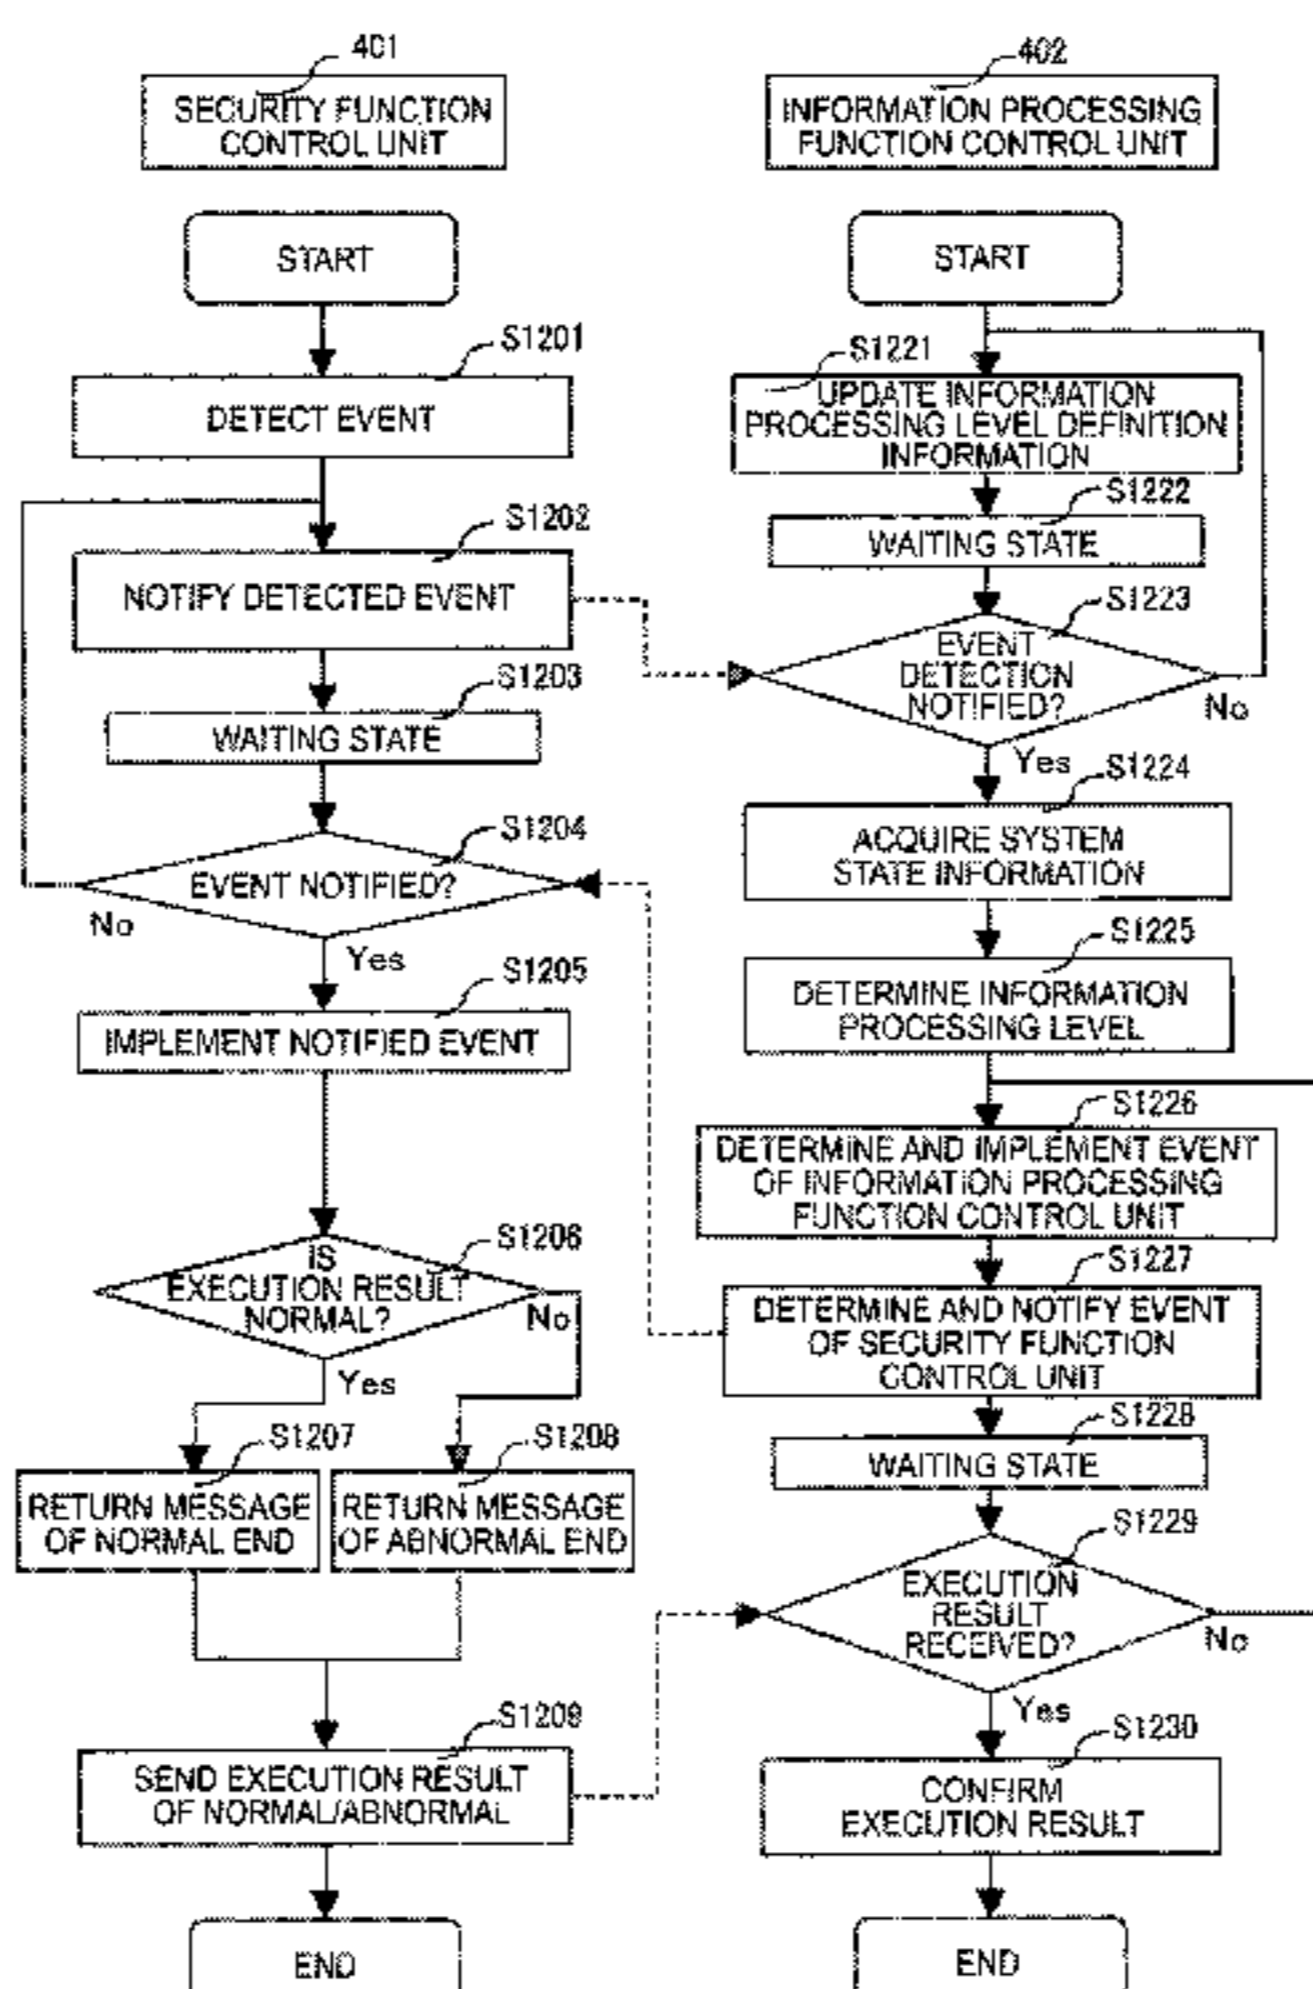 401
SECURITY FUNCTION
CONTROL UNIT
START
S1201
DETECT EVENT
S1202
NOTIFY DETECTED EVENT
S1203
WAITING STATE
S1204
EVENT NOTIFIED?
No
Yes
S1205
IMPLEMENT NOTIFIED EVENT
S1206
IS
EXECUTION RESULT
NORMAL?
No
Yes
S1207
RETURN MESSAGE
OF NORMAL END
S1208
RETURN MESSAGE
OF ABNORMAL END
S1209
SEND EXECUTION RESULT
OF NORMAL/ABNORMAL
END
402
INFORMATION PROCESSING
FUNCTION CONTROL UNIT
START
S1221
UPDATE INFORMATION
PROCESSING LEVEL DEFINITION
INFORMATION
S1222
WAITING STATE
S1223
EVENT
DETECTION
NOTIFIED?
No
Yes
S1224
ACQUIRE SYSTEM
STATE INFORMATION
S1225
DETERMINE INFORMATION
PROCESSING LEVEL
S1226
DETERMINE AND IMPLEMENT EVENT
OF INFORMATION PROCESSING
FUNCTION CONTROL UNIT
S1227
DETERMINE AND NOTIFY EVENT
OF SECURITY FUNCTION
CONTROL UNIT
S1228
WAITING STATE
S1229
EXECUTION
RESULT
RECEIVED?
No
Yes
S1230
CONFIRM
EXECUTION RESULT
END